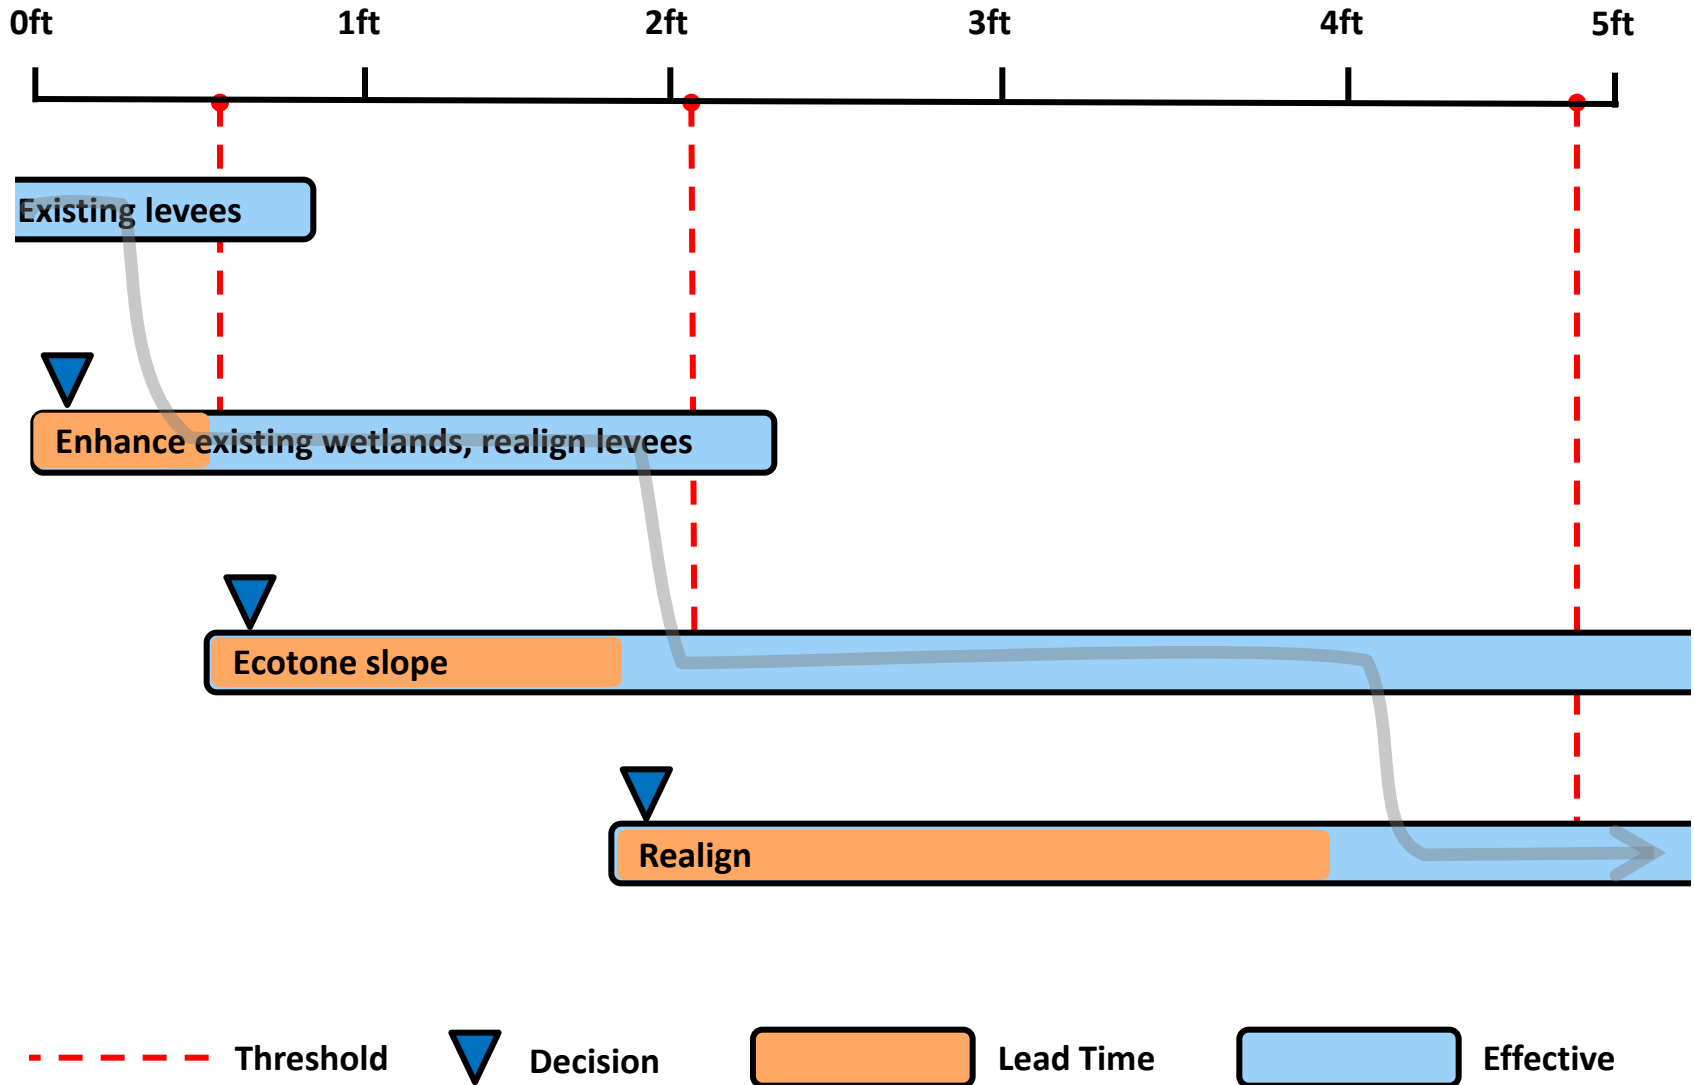 0ft 1ft 2ft 3ft 4ft 5ft
Existing levees
Enhance existing wetlands, realign levees
Ecotone slope
Realign
Threshold Decision Lead Time Effective